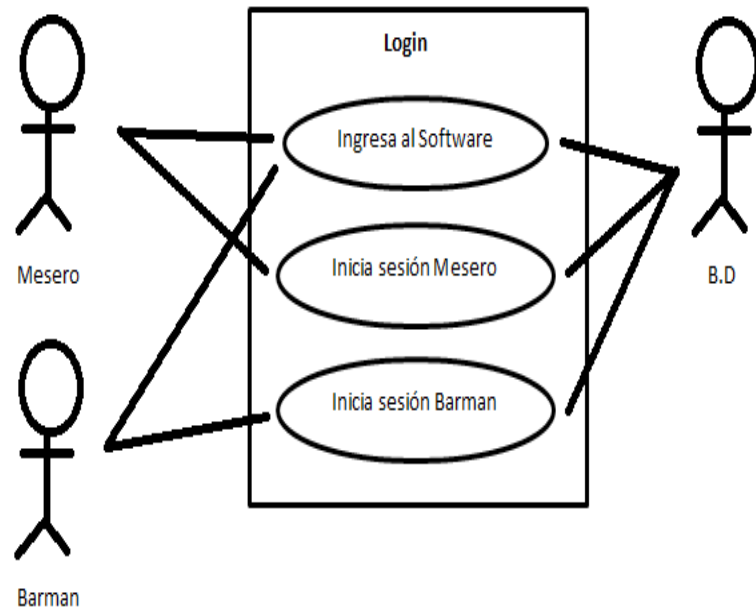 Login
Ingresa al Software
Mesero
Inicia sesión Mesero
B.D
Inicia sesión Barman
Barman